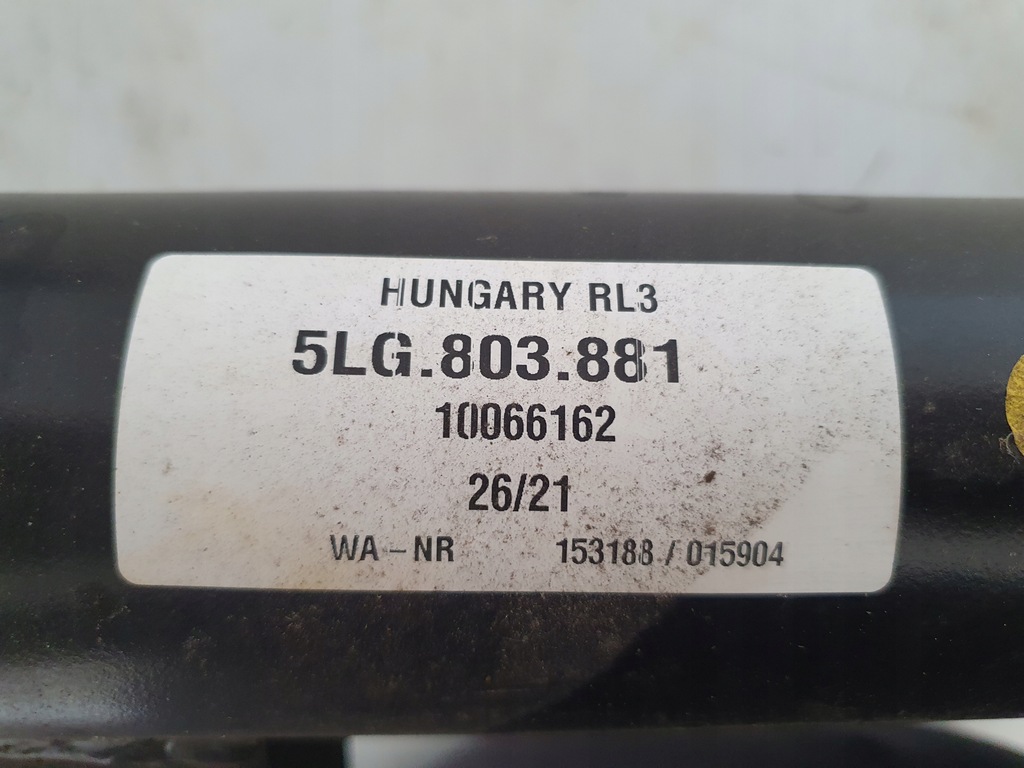 HUNGARY RL3
5LG.803.881
10066162
26/21
WA-NR 153188 / 015904